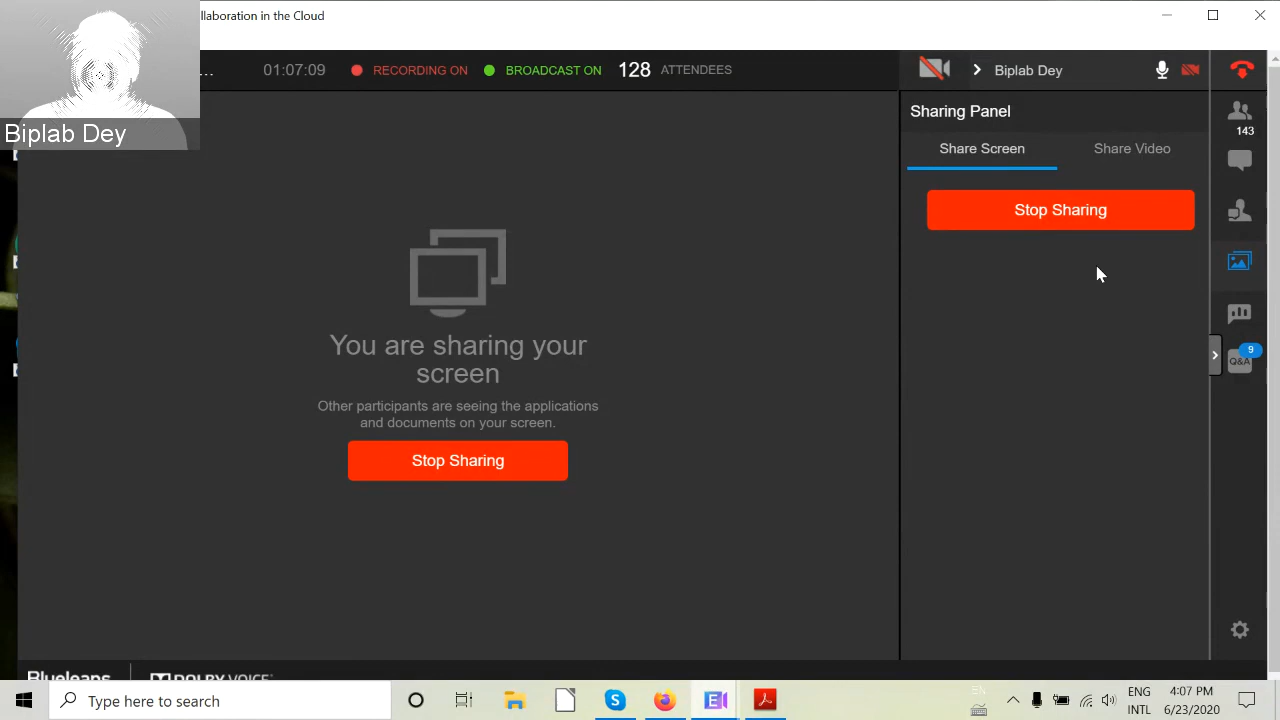 llaboration in the Cloud
Biplab Dey
...
01:07:09
RECORDING ON
BROADCAST ON
128 ATTENDEES
Biplab Dey
143
Sharing Panel
Share Screen
Share Video
Stop Sharing
You are sharing your
screen
Other participants are seeing the applications
and documents on your screen.
Stop Sharing
9
Q&A
BlueJeans
DOLBY VOICE
Type here to search
EN
ENG
INTL
4:07 PM
6/23/2020